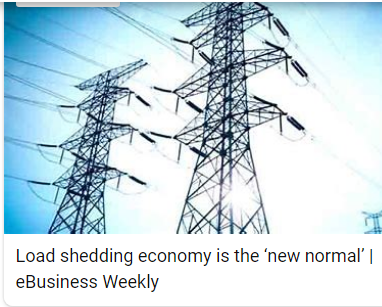 Load shedding economy is the ‘new normal’ |
eBusiness Weekly